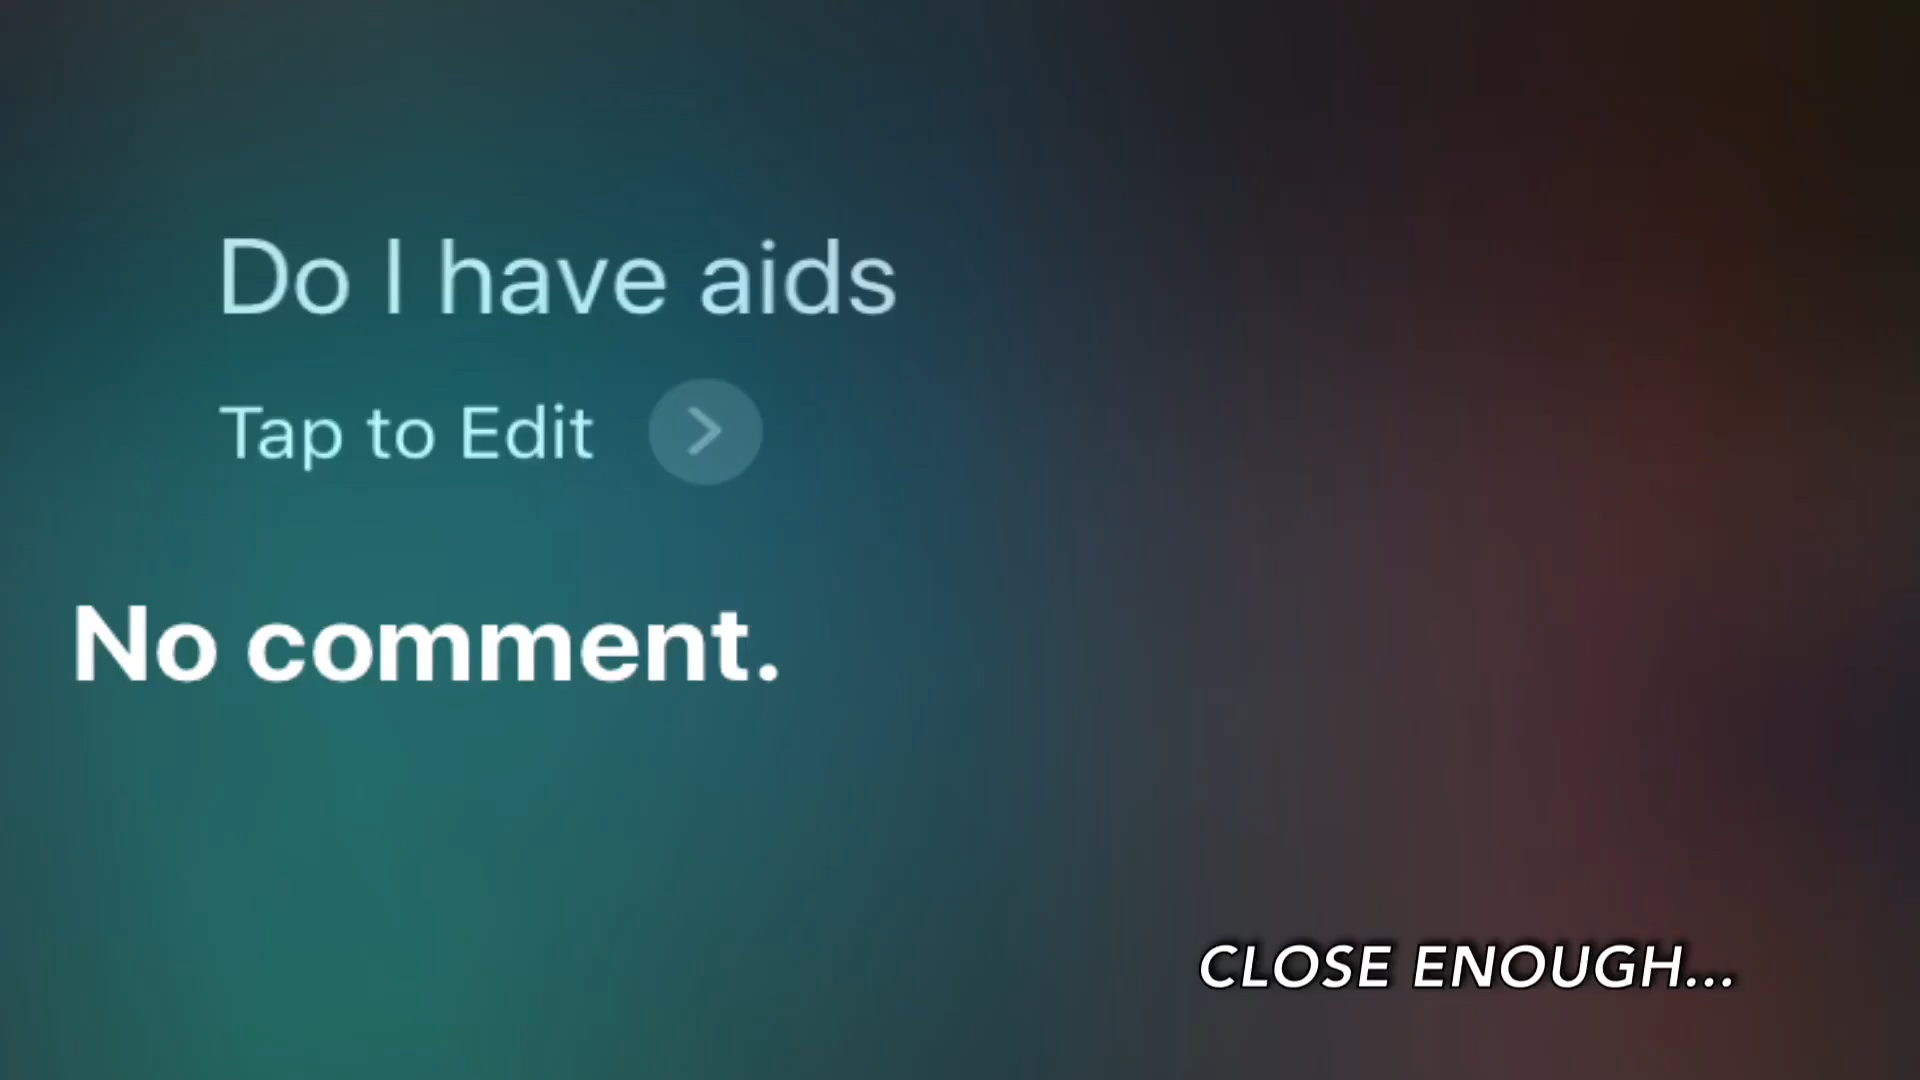 Do I have aids
Tap to Edit
No comment.
CLOSE ENOUGH...